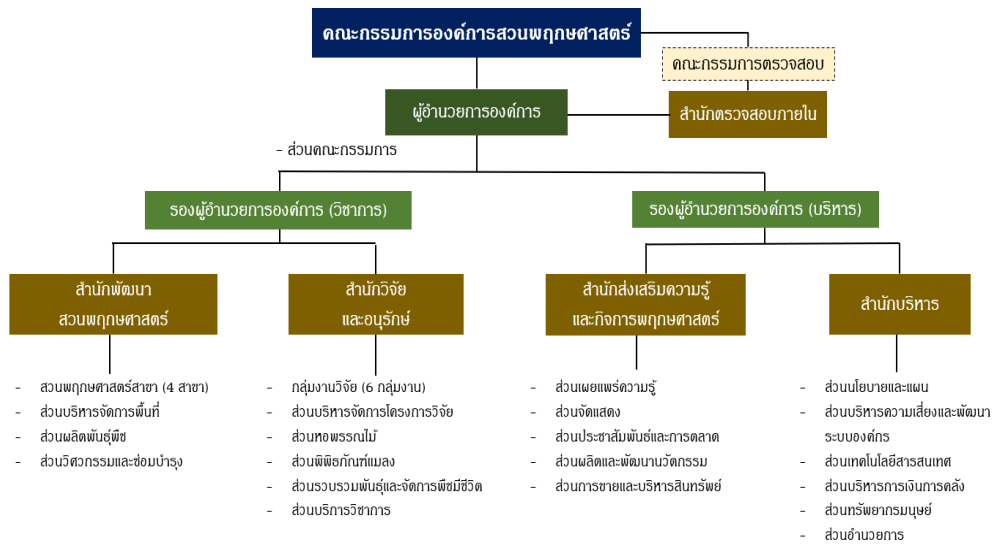 คณะกรรมการองค์การสวนพฤกษศาสตร์
คณะกรรมการตรวจสอบ
ผู้อำนวยการองค์การ
สำนักตรวจสอบภายใน
- ส่วนคณะกรรมการ
รองผู้อำนวยการองค์การ (วิชาการ)
รองผู้อำนวยการองค์การ (บริหาร)
สำนักพัฒนา
สวนพฤกษศาสตร์
- สวนพฤกษศาสตร์สาขา (4 สาขา)
- ส่วนบริหารจัดการพื้นที่
- ส่วนผลิตพันธุ์พืช
- ส่วนวิศวกรรมและซ่อมบำรุง
สำนักวิจัย
และอนุรักษ์
- กลุ่มงานวิจัย (6 กลุ่มงาน)
- ส่วนบริหารจัดการโครงการวิจัย
- ส่วนหอพรรณไม้
- ส่วนพิพิธภัณฑ์แมลง
- ส่วนรวบรวมพันธุ์และจัดการพืชมีชีวิต
- ส่วนบริการวิชาการ
สำนักส่งเสริมความรู้
และกิจการพฤกษศาสตร์
- ส่วนเผยแพร่ความรู้
- ส่วนจัดแสดง
- ส่วนประชาสัมพันธ์และการตลาด
- ส่วนผลิตและพัฒนานวัตกรรม
- ส่วนการขายและบริหารสินทรัพย์
สำนักบริหาร
- ส่วนนโยบายและแผน
- ส่วนบริหารความเสี่ยงและพัฒนา
ระบบองค์กร
- ส่วนเทคโนโลยีสารสนเทศ
- ส่วนบริหารการเงินการคลัง
- ส่วนทรัพยากรมนุษย์
- ส่วนอำนวยการ